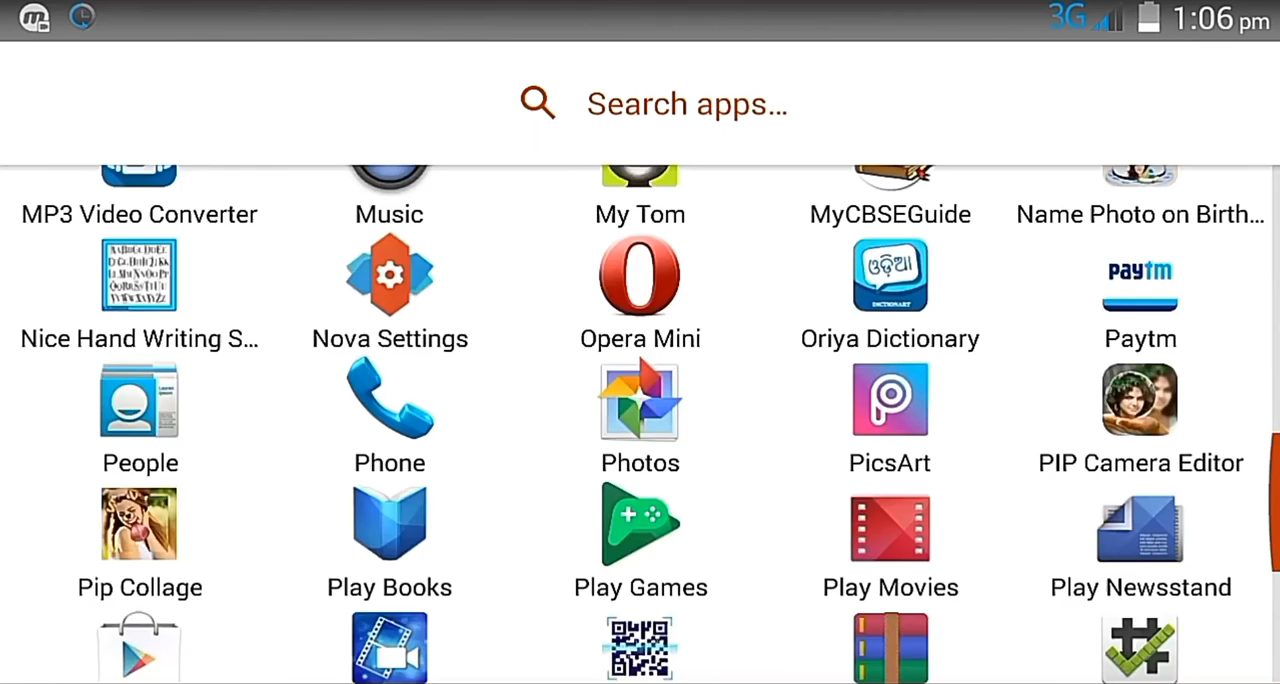 3G 1:06 pm
Search apps...
MP3 Video Converter
Music
My Tom
MyCBSEGuide
Name Photo on Birth...
ଓଡ଼ିଆ
DICTIONARY
paytm
Nice Hand Writing S...
Nova Settings
Opera Mini
Oriya Dictionary
Paytm
People
Phone
Photos
PicsArt
PIP Camera Editor
Pip Collage
Play Books
Play Games
Play Movies
Play Newsstand